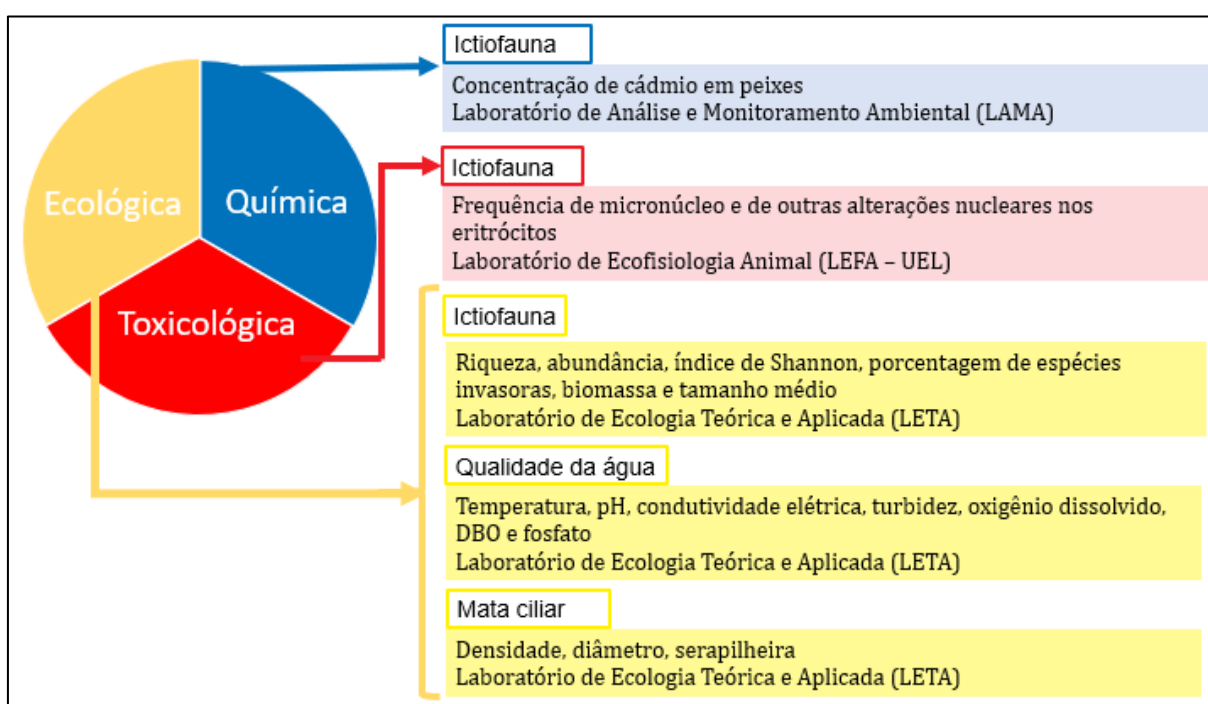 Ecológica
Química
Toxicológica
Ictiofauna
Concentração de cádmio em peixes
Laboratório de Análise e Monitoramento Ambiental (LAMA)
Ictiofauna
Frequência de micronúcleo e de outras alterações nucleares nos
eritrócitos
Laboratório de Ecofisiologia Animal (LEFA – UEL)
Ictiofauna
Riqueza, abundância, índice de Shannon, porcentagem de espécies
invasoras, biomassa e tamanho médio
Laboratório de Ecologia Teórica e Aplicada (LETA)
Qualidade da água
Temperatura, pH, condutividade elétrica, turbidez, oxigênio dissolvido,
DBO e fosfato
Laboratório de Ecologia Teórica e Aplicada (LETA)
Mata ciliar
Densidade, diâmetro, serapilheira
Laboratório de Ecologia Teórica e Aplicada (LETA)